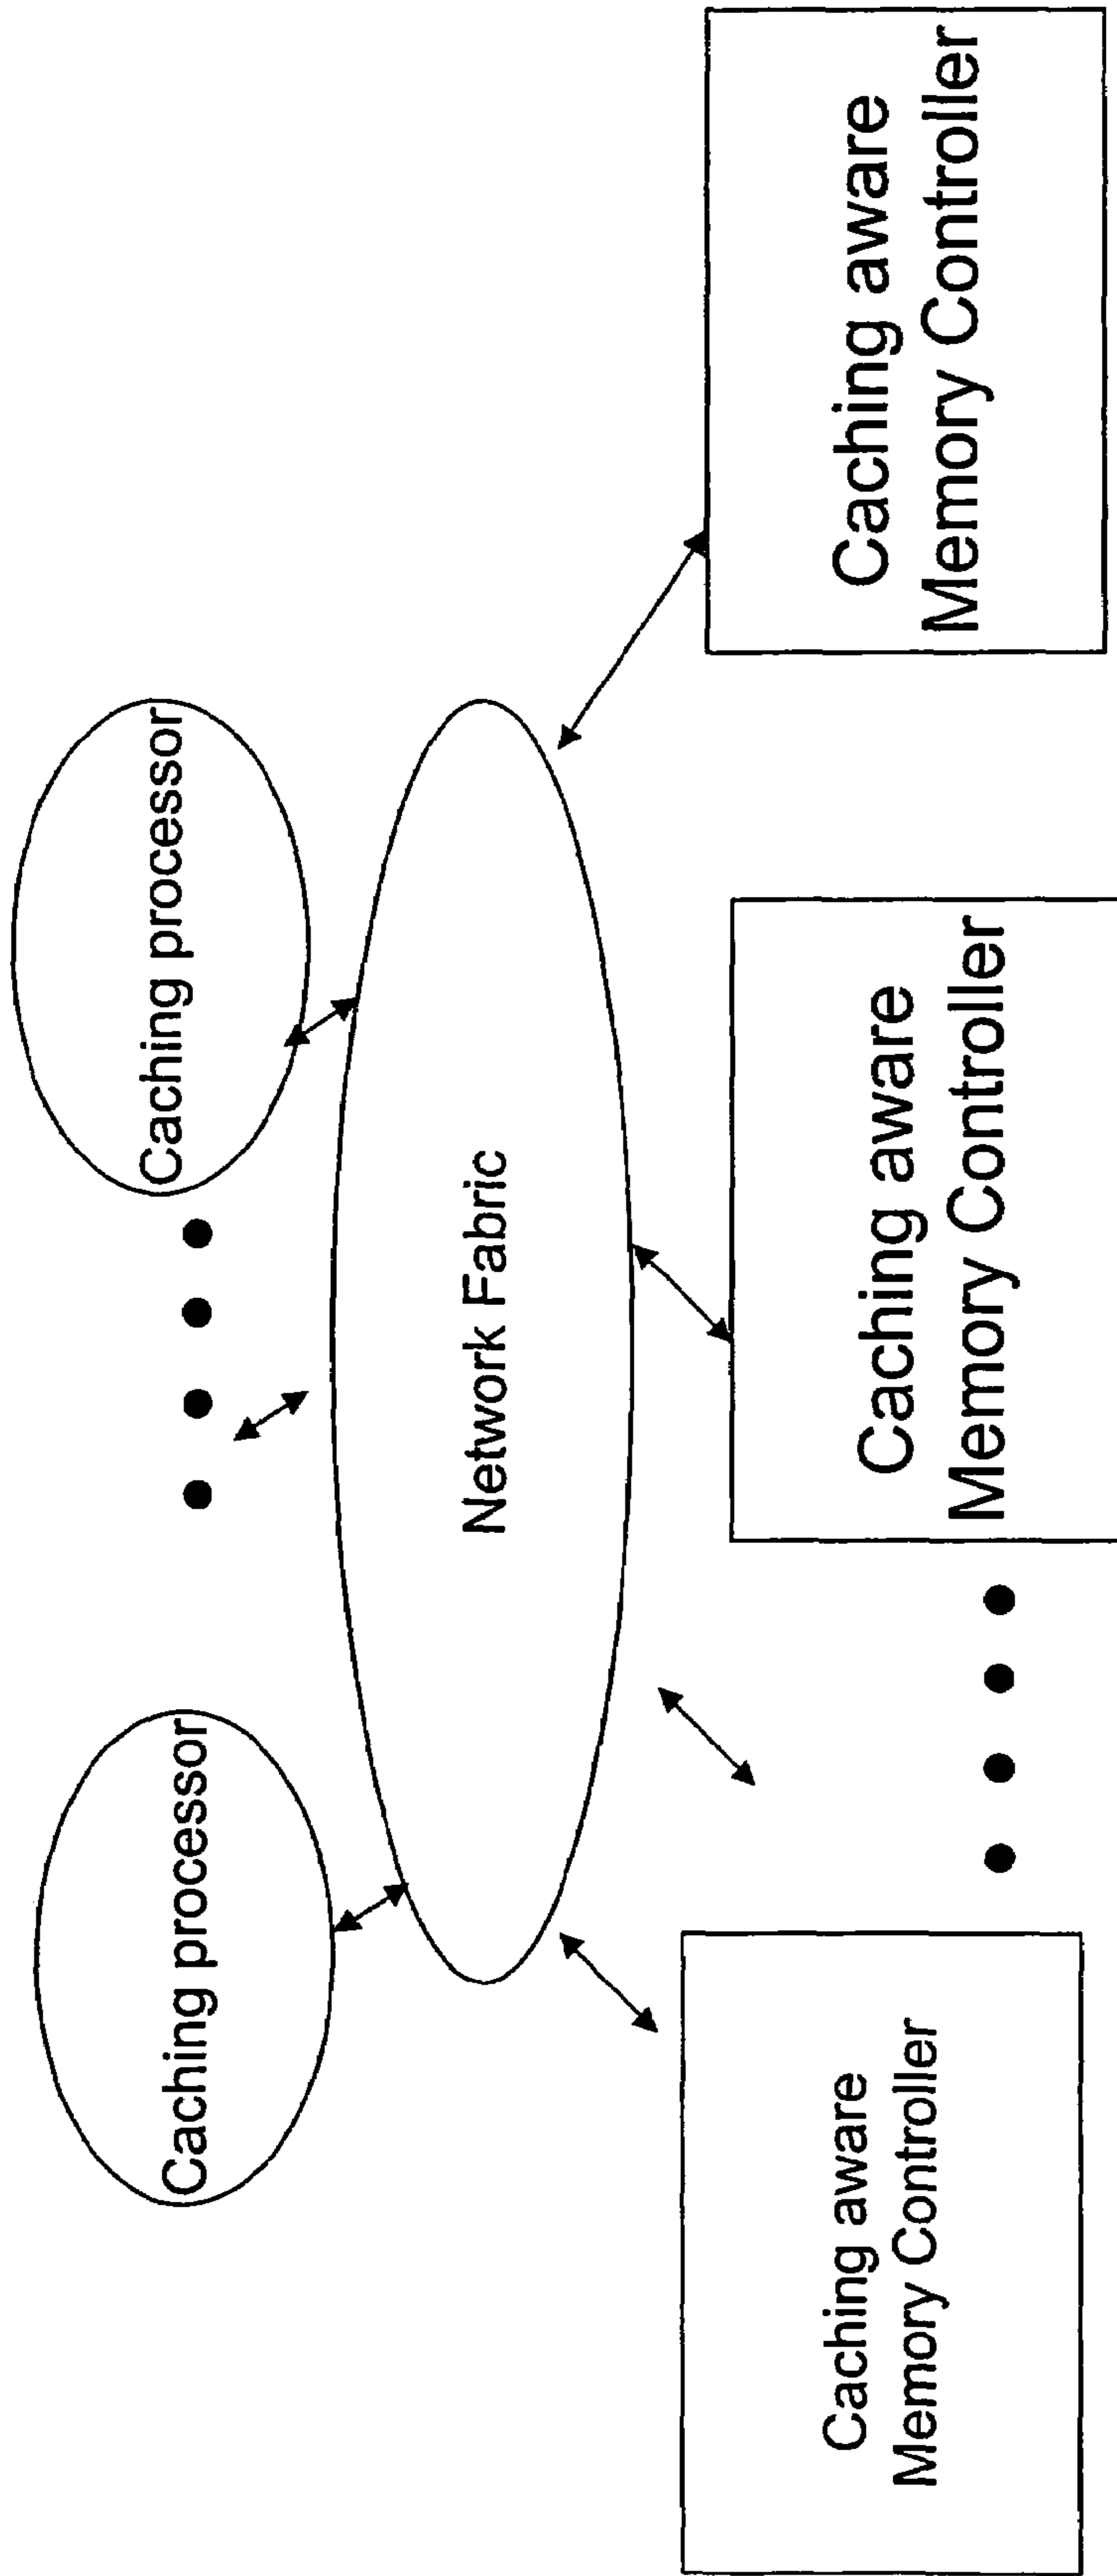 Caching processor
Caching processor
Network Fabric
Caching aware
Memory Controller
Caching aware
Memory Controller
Caching aware
Memory Controller